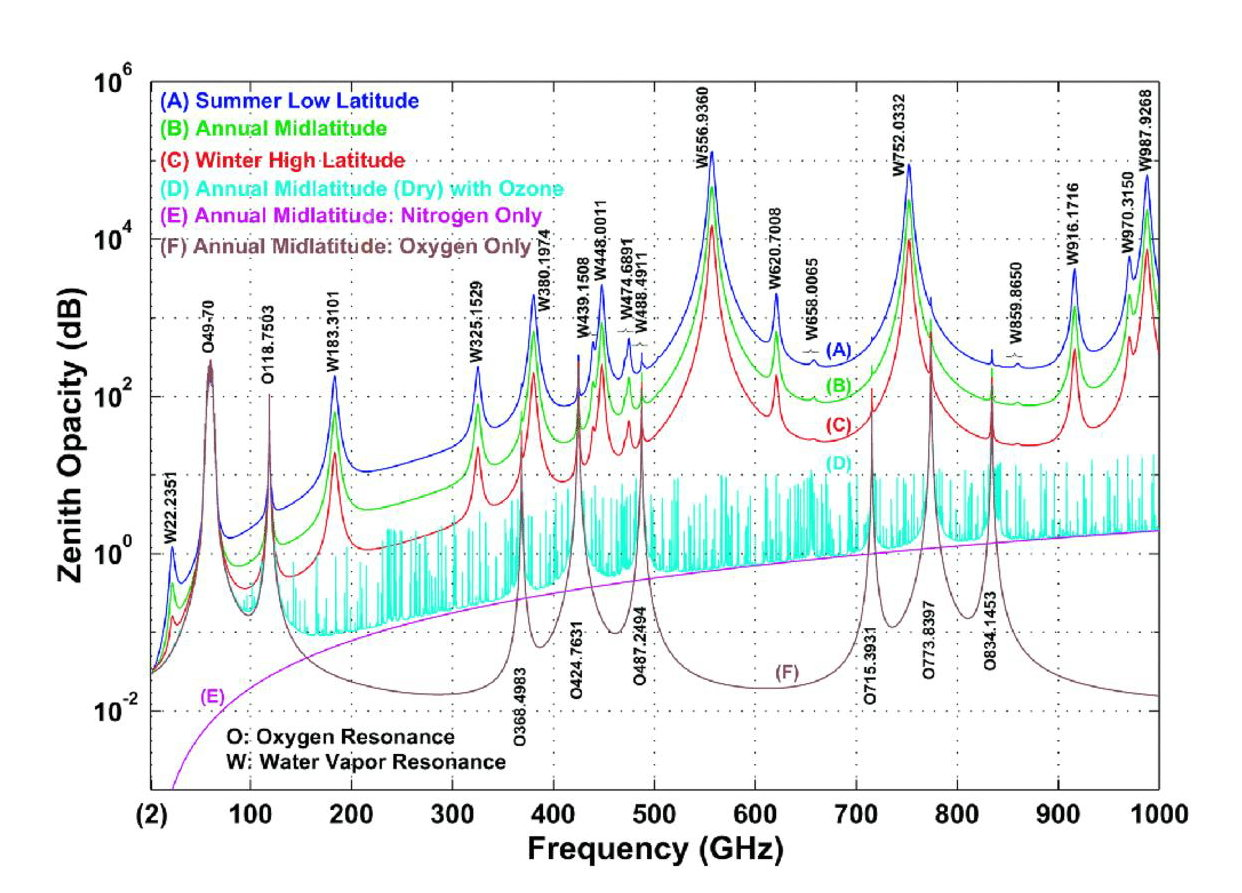 10^6
(A) Summer Low Latitude
(B) Annual Midlatitude
(C) Winter High Latitude
(D) Annual Midlatitude (Dry) with Ozone
(E) Annual Midlatitude: Nitrogen Only
(F) Annual Midlatitude: Oxygen Only
10^4
10^2
10^0
10^-2
Zenith Opacity (dB)
W22.2351
O49-70
O118.7503
W183.3101
W325.1529
W380.1974
W439.1508
W448.0011
W474.6891
W488.4911
W556.9360
W620.7008
W658.0065
W752.0332
W859.8650
W916.1716
W970.3150
W987.9268
(A)
(B)
(C)
(D)
(E)
(F)
O368.4983
O424.7631
O487.2494
O715.3931
O773.8397
O834.1453
O: Oxygen Resonance
W: Water Vapor Resonance
(2) 100 200 300 400 500 600 700 800 900 1000
Frequency (GHz)